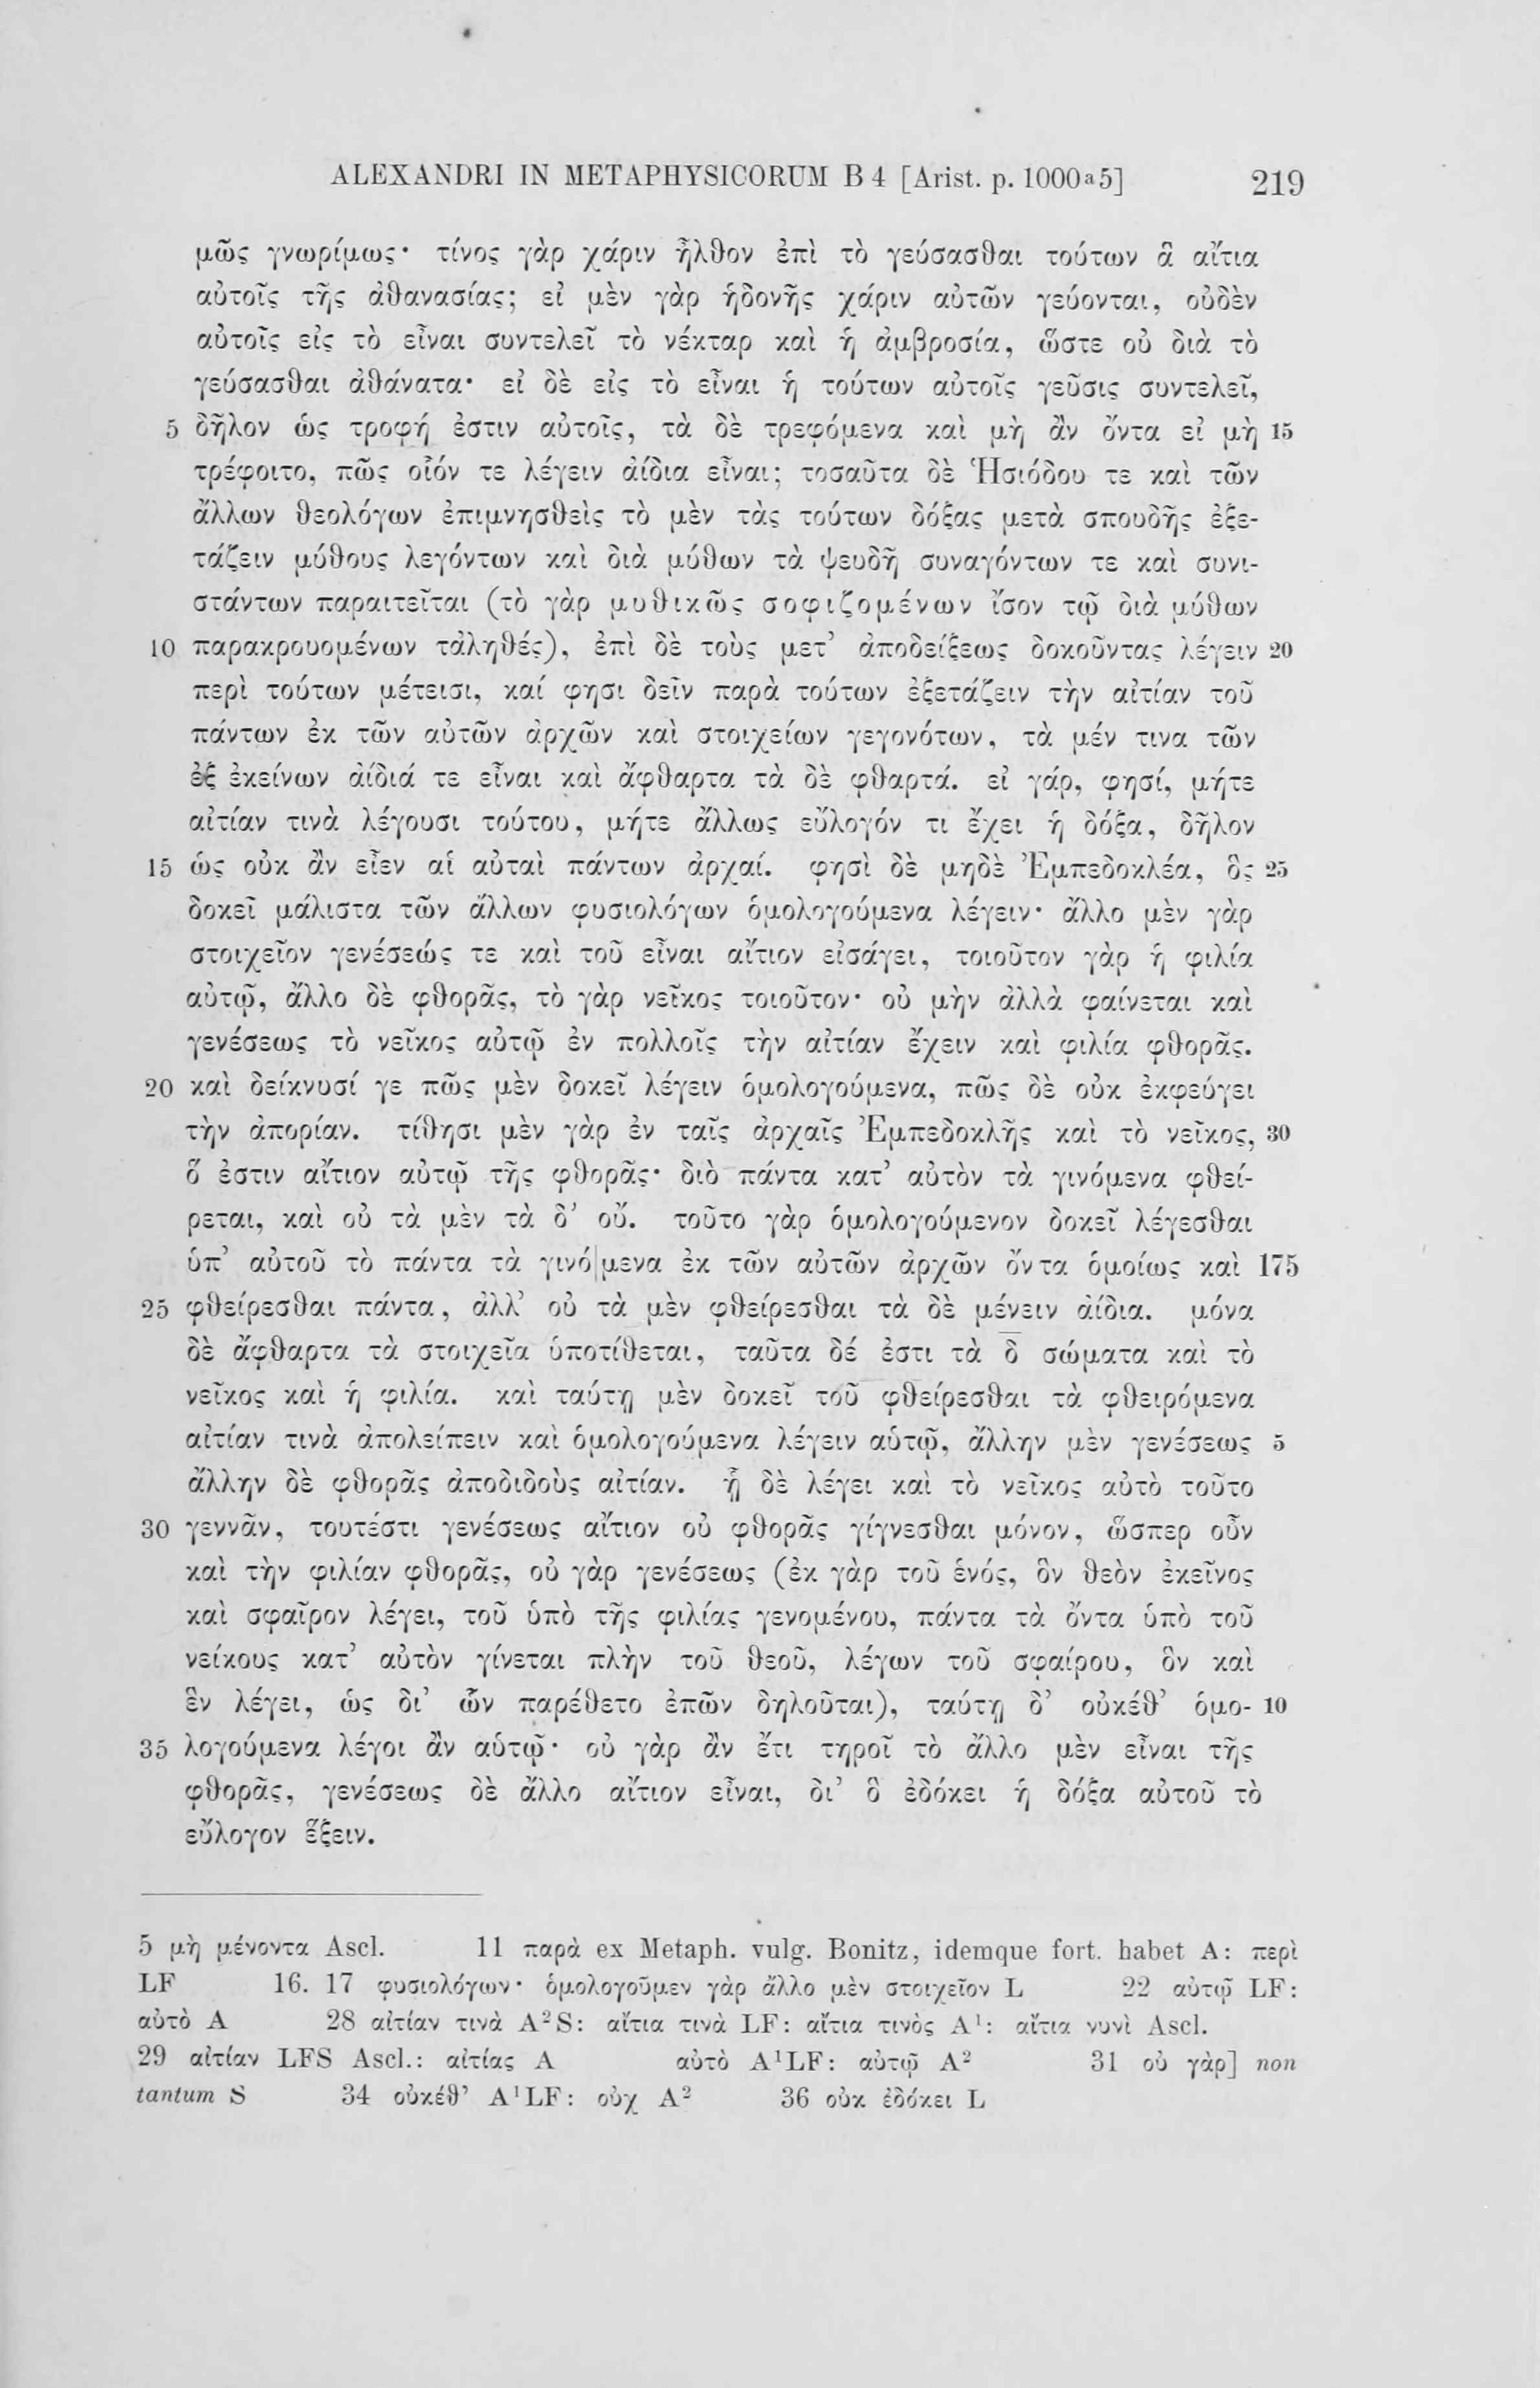 ALEXANDRI IN METAPHYSICORUM B 4 [Arist. p. 1000a5] 219
μῶς γνωρίμως· τίνος γὰρ χάριν ἦλθον ἐπὶ τὸ γεύσασθαι τούτων ἃ αἴτια
αὐτοῖς τῆς ἀθανασίας; εἰ μὲν γὰρ ἡδονῆς χάριν αὐτῶν γεύονται, οὐδὲν
αὐτοῖς εἰς τὸ εἶναι συντελεῖ τὸ νέκταρ καὶ ἡ ἀμβροσία, ὥστε οὐ διὰ τὸ
γεύσασθαι ἀθάνατα· εἰ δὲ εἰς τὸ εἶναι ἡ τούτων αὐτοῖς γεῦσις συντελεῖ,
5 δῆλον ὡς τροφή ἐστιν αὐτοῖς, τὰ δὲ τρεφόμενα καὶ μὴ ἂν ὄντα εἰ μὴ 15
τρέφοιτο, πῶς οἷόν τε λέγειν ἀίδια εἶναι; τοσαῦτα δὲ Ἡσιόδου τε καὶ τῶν
ἄλλων θεολόγων ἐπιμνησθεὶς τὸ μὲν τὰς τούτων δόξας μετὰ σπουδῆς ἐξε-
τάζειν μύθους λεγόντων καὶ διὰ μύθων τὰ ψευδῆ συναγόντων τε καὶ συνι-
στάντων παραιτεῖται (τὸ γὰρ μυθικῶς σοφιζομένων ἴσον τῷ διὰ μύθων
10 παρακρουομένων τἀληθές), ἐπὶ δὲ τοὺς μετ’ ἀποδείξεως δοκοῦντας λέγειν 20
περὶ τούτων μέτεισι, καί φησι δεῖν παρὰ τούτων ἐξετάζειν τὴν αἰτίαν τοῦ
πάντων ἐκ τῶν αὐτῶν ἀρχῶν καὶ στοιχείων γεγονότων, τὰ μέν τινα τῶν
ἐξ ἐκείνων ἀίδιά τε εἶναι καὶ ἄφθαρτα τὰ δὲ φθαρτά. εἰ γάρ, φησί, μήτε
αἰτίαν τινὰ λέγουσι τούτου, μήτε ἄλλως εὔλογόν τι ἔχει ἡ δόξα, δῆλον
15 ὡς οὐκ ἂν εἶεν αἱ αὐταὶ πάντων ἀρχαί. φησὶ δὲ μηδὲ Ἐμπεδοκλέα, ὃς 25
δοκεῖ μάλιστα τῶν ἄλλων φυσιολόγων ὁμολογούμενα λέγειν· ἄλλο μὲν γὰρ
στοιχεῖον γενέσεώς τε καὶ τοῦ εἶναι αἴτιον εἰσάγει, τοιοῦτον γὰρ ἡ φιλία
αὐτῷ, ἄλλο δὲ φθορᾶς, τὸ γὰρ νεῖκος τοιοῦτον· οὐ μὴν ἀλλὰ φαίνεται καὶ
γενέσεως τὸ νεῖκος αὐτῷ ἐν πολλοῖς τὴν αἰτίαν ἔχειν καὶ φιλία φθορᾶς.
20 καὶ δείκνυσί γε πῶς μὲν δοκεῖ λέγειν ὁμολογούμενα, πῶς δὲ οὐκ ἐκφεύγει
τὴν ἀπορίαν. τίθησι μὲν γὰρ ἐν ταῖς ἀρχαῖς Ἐμπεδοκλῆς καὶ τὸ νεῖκος, 30
ὅ ἐστιν αἴτιον αὐτῷ τῆς φθορᾶς· διὸ πάντα κατ’ αὐτὸν τὰ γινόμενα φθεί-
ρεται, καὶ οὐ τὰ μὲν τὰ δ’ οὔ. τοῦτο γὰρ ὁμολογούμενον δοκεῖ λέγεσθαι
ὑπ’ αὐτοῦ τὸ πάντα τὰ γινό|μενα ἐκ τῶν αὐτῶν ἀρχῶν ὄντα ὁμοίως καὶ 175
25 φθείρεσθαι πάντα, ἀλλ’ οὐ τὰ μὲν φθείρεσθαι τὰ δὲ μένειν ἀίδια. μόνα
δὲ ἄφθαρτα τὰ στοιχεῖα ὑποτίθεται, ταῦτα δέ ἐστι τὰ δ̄ σώματα καὶ τὸ
νεῖκος καὶ ἡ φιλία. καὶ ταύτῃ μὲν δοκεῖ τοῦ φθείρεσθαι τὰ φθειρόμενα
αἰτίαν τινὰ ἀπολείπειν καὶ ὁμολογούμενα λέγειν αὑτῷ, ἄλλην μὲν γενέσεως 5
ἄλλην δὲ φθορᾶς ἀποδιδοὺς αἰτίαν. ᾗ δὲ λέγει καὶ τὸ νεῖκος αὐτὸ τοῦτο
30 γεννᾶν, τουτέστι γενέσεως αἴτιον οὐ φθορᾶς γίγνεσθαι μόνον, ὥσπερ οὖν
καὶ τὴν φιλίαν φθορᾶς, οὐ γὰρ γενέσεως (ἐκ γὰρ τοῦ ἑνός, ὃν θεὸν ἐκεῖνος
καὶ σφαῖρον λέγει, τοῦ ὑπὸ τῆς φιλίας γενομένου, πάντα τὰ ὄντα ὑπὸ τοῦ
νείκους κατ’ αὐτὸν γίνεται πλὴν τοῦ θεοῦ, λέγων τοῦ σφαίρου, ὃν καὶ
ἓν λέγει, ὡς δι’ ὧν παρέθετο ἐπῶν δηλοῦται), ταύτῃ δ’ οὐκέθ’ ὁμο- 10
35 λογούμενα λέγοι ἂν αὑτῷ· οὐ γὰρ ἂν ἔτι τηροῖ τὸ ἄλλο μὲν εἶναι τῆς
φθορᾶς, γενέσεως δὲ ἄλλο αἴτιον εἶναι, δι’ ὃ ἐδόκει ἡ δόξα αὐτοῦ τὸ
εὔλογον ἕξειν.
5 μὴ μένοντα Ascl. 11 παρὰ ex Metaph. vulg. Bonitz, idemque fort. habet A: περὶ
LF 16. 17 φυσιολόγων· ὁμολογοῦμεν γὰρ ἄλλο μὲν στοιχεῖον L 22 αὐτῷ LF:
αὐτὸ A 28 αἰτίαν τινὰ A²S: αἴτια τινὰ LF: αἴτια τινὸς A¹: αἴτια νυνὶ Ascl.
29 αἰτίαν LFS Ascl.: αἰτίας A αὐτὸ A¹LF: αὐτῷ A² 31 οὐ γὰρ] non
tantum S 34 οὐκέθ’ A¹LF: οὐχ A² 36 οὐκ ἐδόκει L